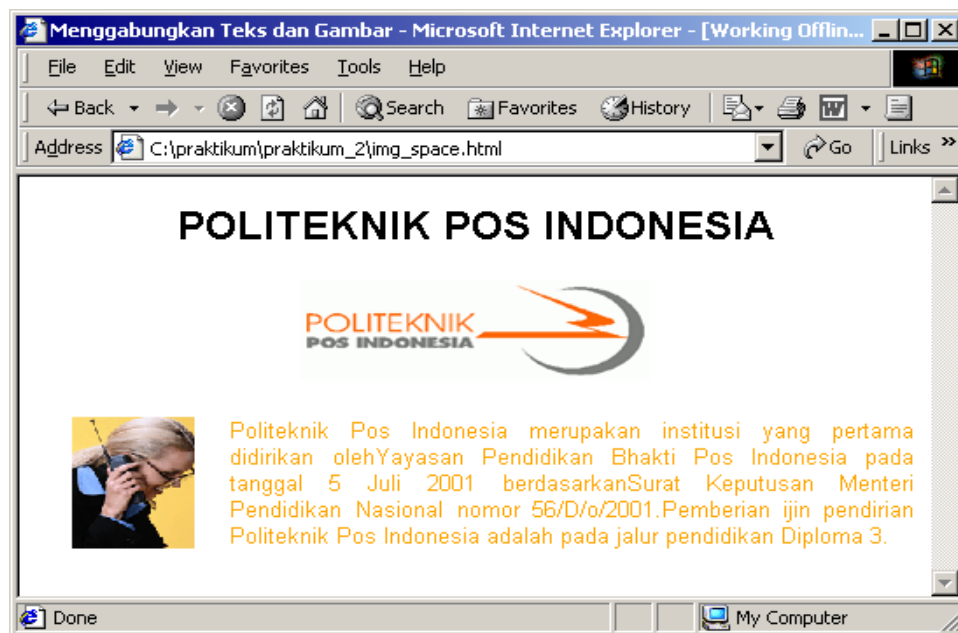 Menggabungkan Teks dan Gambar - Microsoft Internet Explorer - [Working Offlin...
File Edit View Favorites Tools Help
Back Search Favorites History
Address C:\praktikum\praktikum_2\img_space.html Go Links »
POLITEKNIK POS INDONESIA
POLITEKNIK
POS INDONESIA
Politeknik Pos Indonesia merupakan institusi yang pertama
didirikan olehYayasan Pendidikan Bhakti Pos Indonesia pada
tanggal 5 Juli 2001 berdasarkanSurat Keputusan Menteri
Pendidikan Nasional nomor 56/D/o/2001.Pemberian ijin pendirian
Politeknik Pos Indonesia adalah pada jalur pendidikan Diploma 3.
Done My Computer